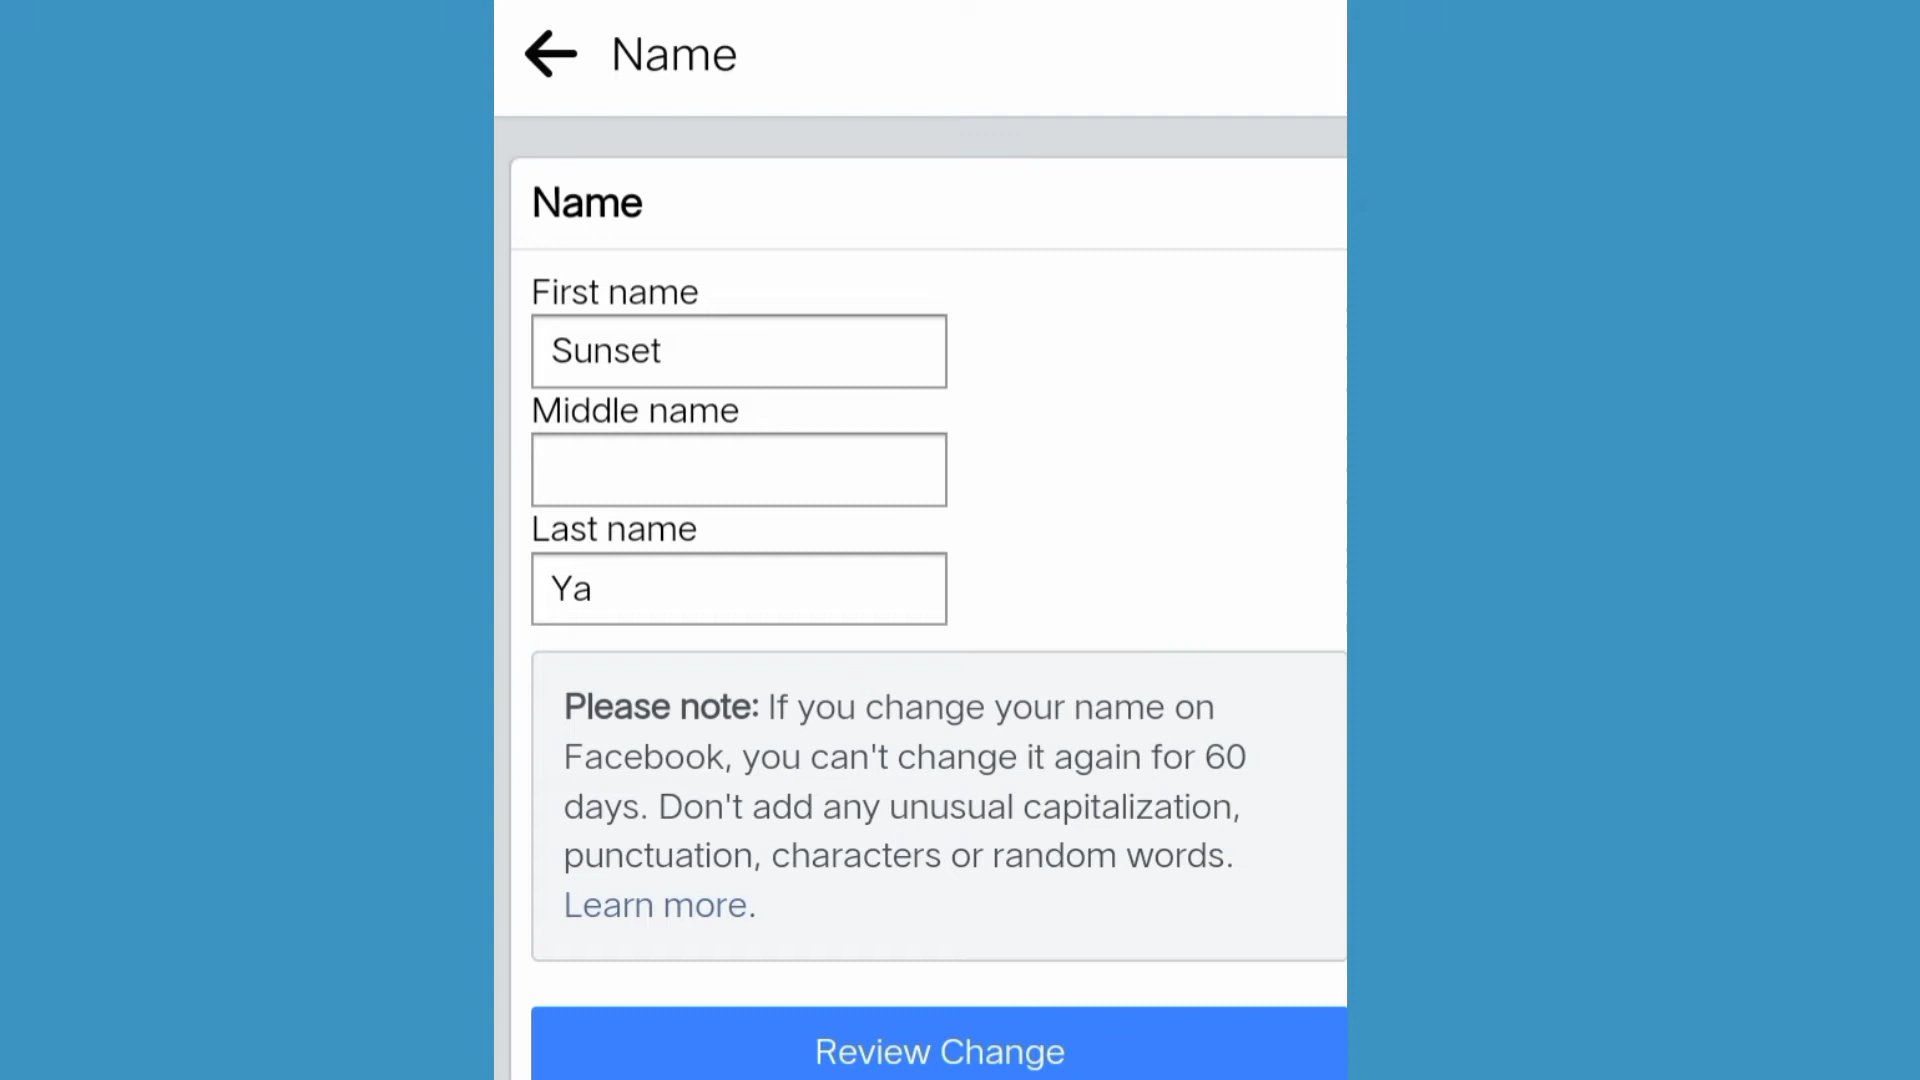 Name
Name
First name
Sunset
Middle name
Last name
Ya
Please note: If you change your name on
Facebook, you can't change it again for 60
days. Don't add any unusual capitalization,
punctuation, characters or random words.
Learn more.
Review Change